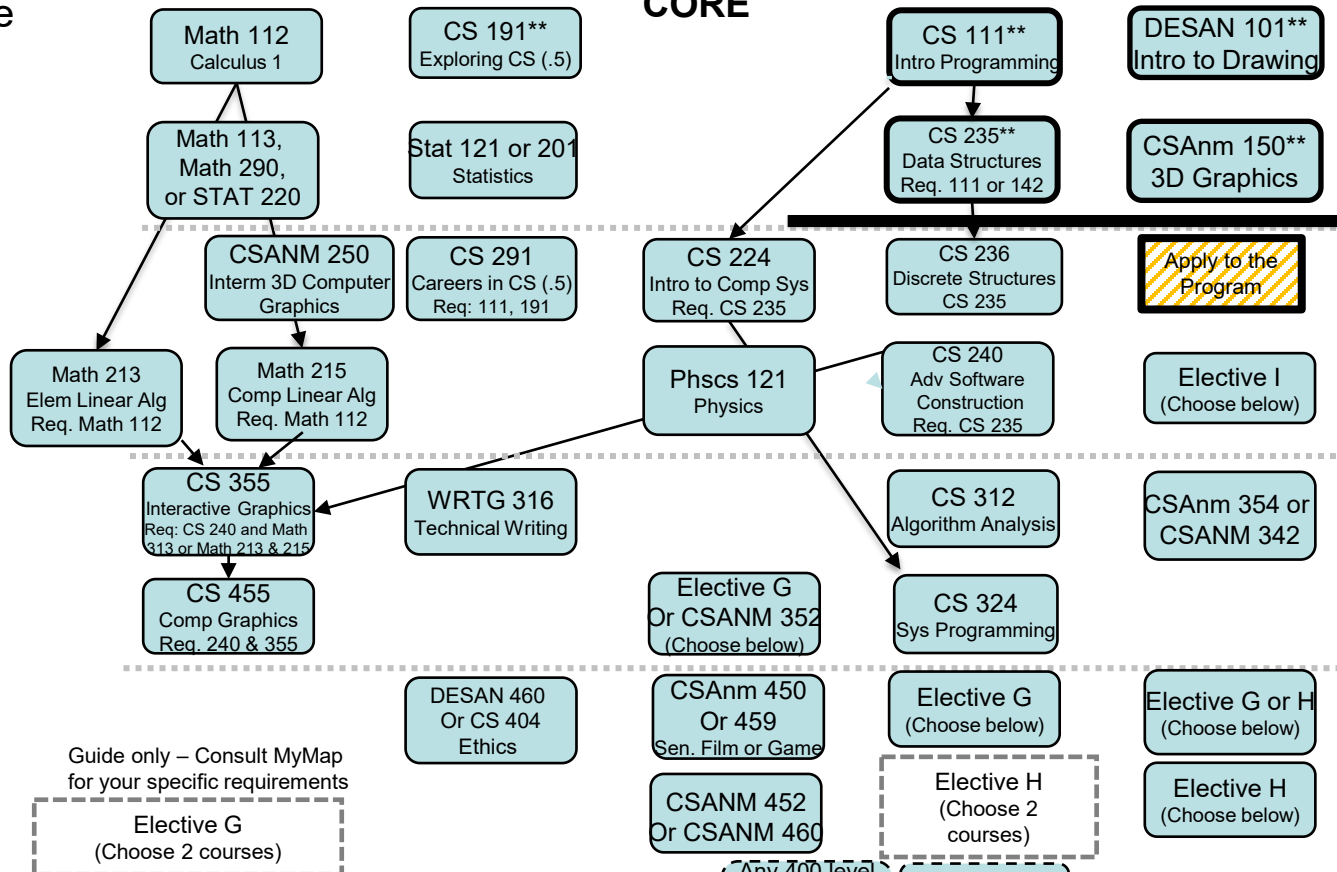 e
CORE
Math 112
Calculus 1
CS 191**
Exploring CS (.5)
CS 111**
Intro Programming
DESAN 101**
Intro to Drawing
Math 113,
Math 290,
or STAT 220
Stat 121 or 201
Statistics
CS 235**
Data Structures
Req. 111 or 142
CSAnm 150**
3D Graphics
CSANM 250
Interm 3D Computer
Graphics
CS 291
Careers in CS (.5)
Req: 111, 191
CS 224
Intro to Comp Sys
Req. CS 235
CS 236
Discrete Structures
CS 235
Apply to the
Program
Math 213
Elem Linear Alg
Req. Math 112
Math 215
Comp Linear Alg
Req. Math 112
Phscs 121
Physics
CS 240
Adv Software
Construction
Req. CS 235
Elective I
(Choose below)
CS 355
Interactive Graphics
Req: CS 240 and Math
313 or Math 213 & 215
WRTG 316
Technical Writing
CS 312
Algorithm Analysis
CSAnm 354 or
CSANM 342
CS 455
Comp Graphics
Req. 240 & 355
Elective G
Or CSANM 352
(Choose below)
CS 324
Sys Programming
DESAN 460
Or CS 404
Ethics
CSAnm 450
Or 459
Sen. Film or Game
Elective G
(Choose below)
Elective G or H
(Choose below)
Guide only – Consult MyMap
for your specific requirements
CSANM 452
Or CSANM 460
Elective H
(Choose 2
courses)
Elective H
(Choose below)
Elective G
(Choose 2 courses)
Any 400 level